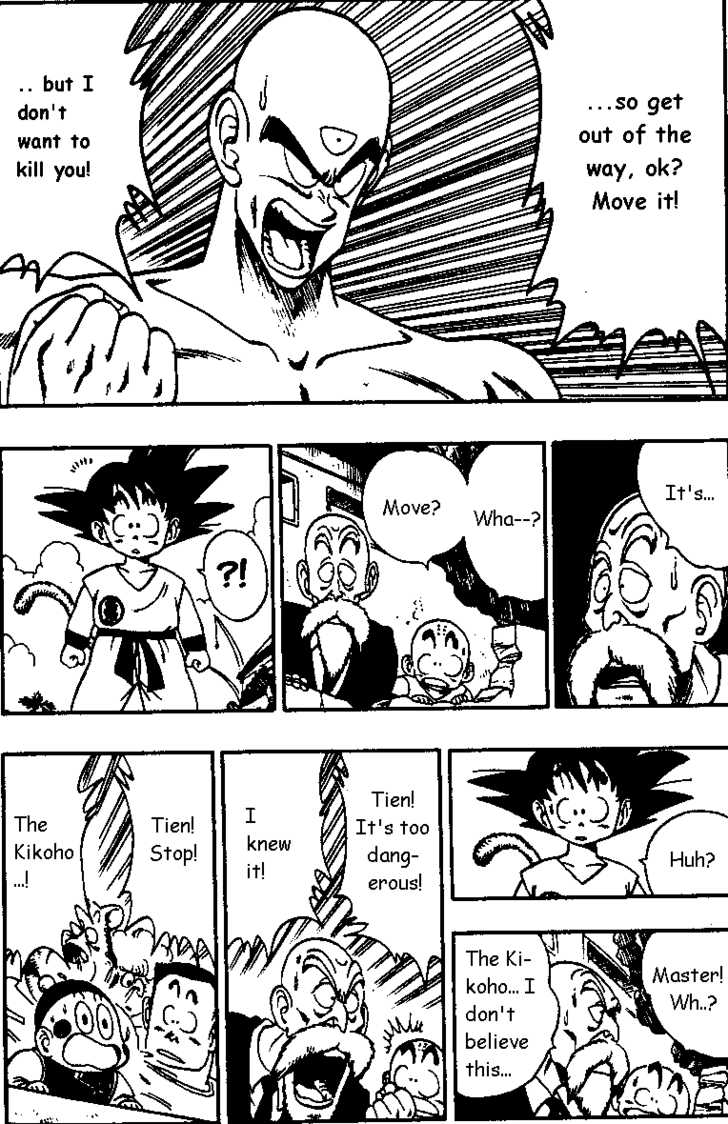 ...so get
out of the
way, ok?
Move it!
.. but I
don't
want to
kill you!
It's...
Wha--?
Move?
?!
Huh?
Master!
Wh..?
The Ki-
koho... I
don't
believe
this...
Tien!
It's too
dang-
erous!
I
knew
it!
Tien!
Stop!
The
Kikoho
...!